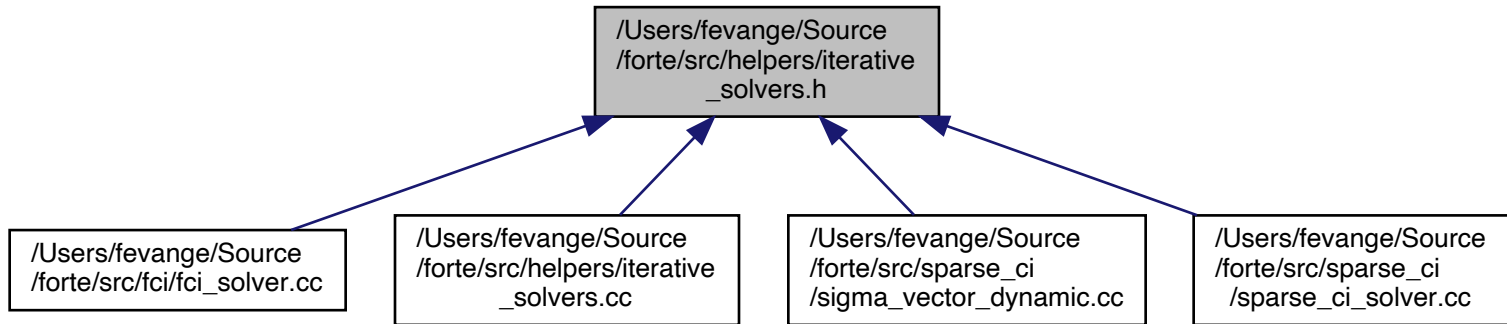 /Users/fevange/Source
/forte/src/helpers/iterative
_solvers.h
/Users/fevange/Source
/forte/src/fci/fci_solver.cc
/Users/fevange/Source
/forte/src/helpers/iterative
_solvers.cc
/Users/fevange/Source
/forte/src/sparse_ci
/sigma_vector_dynamic.cc
/Users/fevange/Source
/forte/src/sparse_ci
/sparse_ci_solver.cc